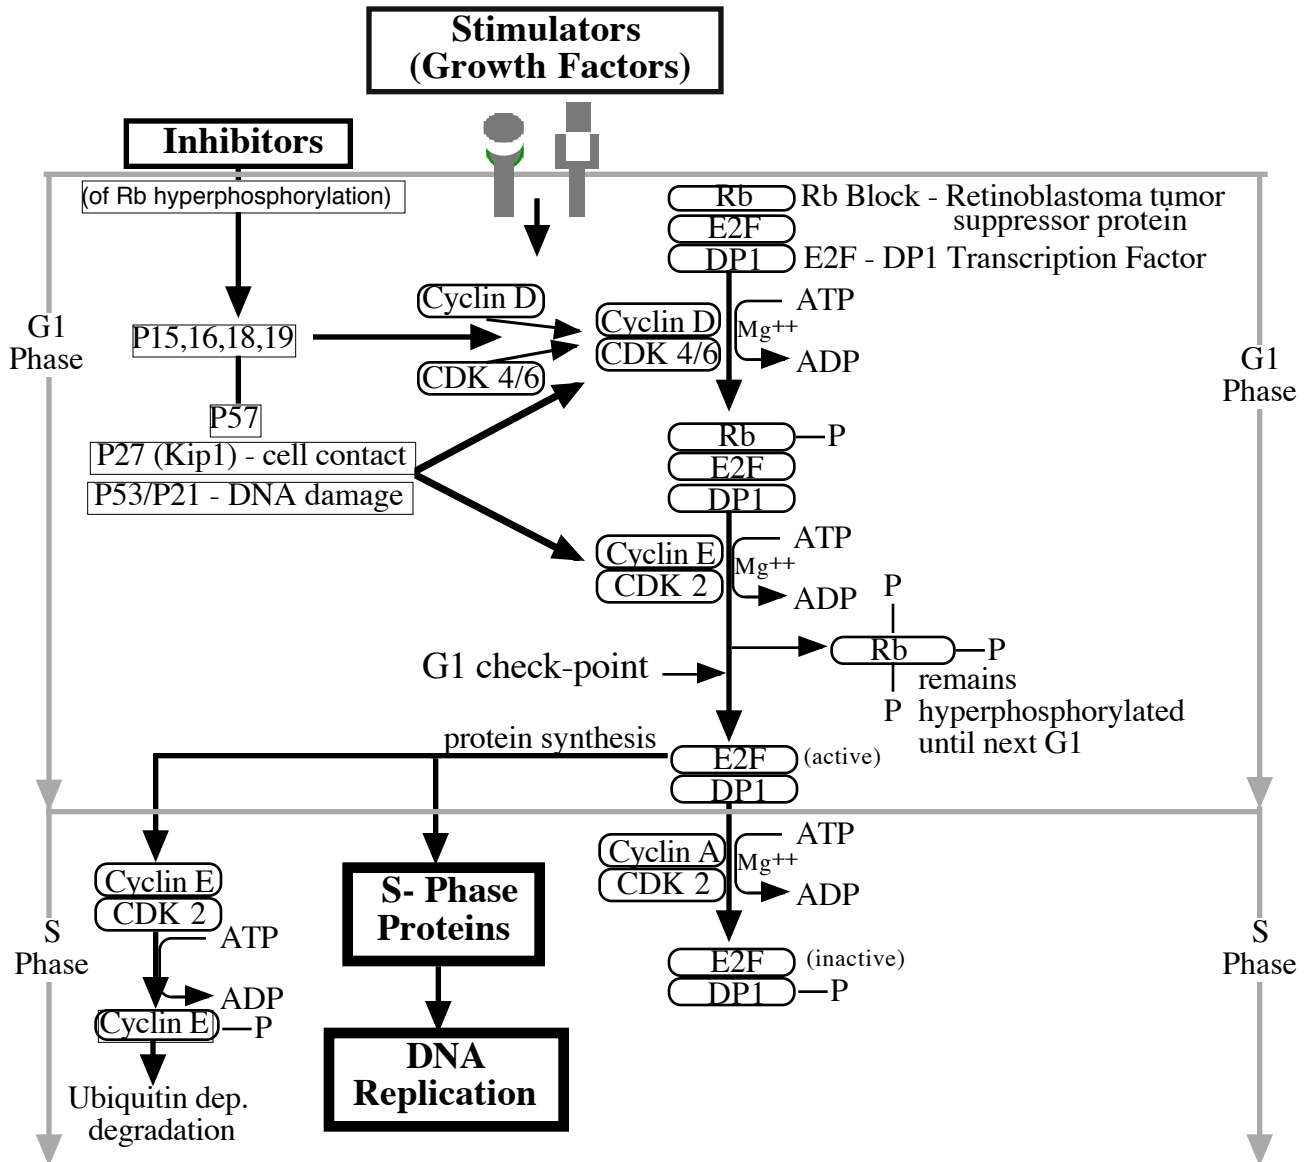 Stimulators
(Growth Factors)
Inhibitors
(of Rb hyperphosphorylation)
Rb
Rb Block - Retinoblastoma tumor
suppressor protein
E2F
DP1
E2F - DP1 Transcription Factor
G1
Phase
P15,16,18,19
Cyclin D
CDK 4/6
Cyclin D
CDK 4/6
ATP
Mg++
ADP
G1
Phase
P57
P27 (Kip1) - cell contact
P53/P21 - DNA damage
Rb
P
E2F
DP1
Cyclin E
CDK 2
ATP
Mg++
ADP
G1 check-point
P
Rb
P
P
remains
hyperphosphorylated
until next G1
protein synthesis
E2F
(active)
DP1
S
Phase
Cyclin E
CDK 2
ATP
ADP
Cyclin E
P
Ubiquitin dep.
degradation
S- Phase
Proteins
DNA
Replication
Cyclin A
CDK 2
ATP
Mg++
ADP
E2F
(inactive)
DP1
P
S
Phase